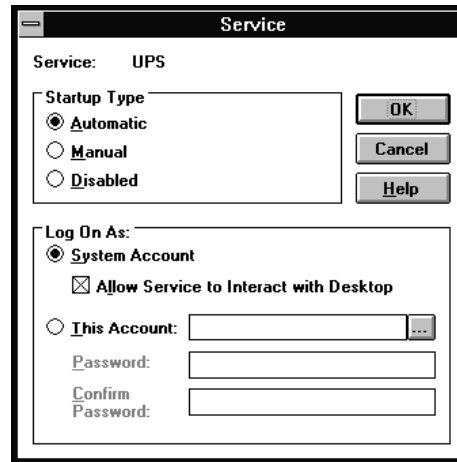 Service
Service: UPS
Startup Type
Automatic
Manual
Disabled
OK
Cancel
Help
Log On As:
System Account
Allow Service to Interact with Desktop
This Account:
...
Password:
Confirm
Password: